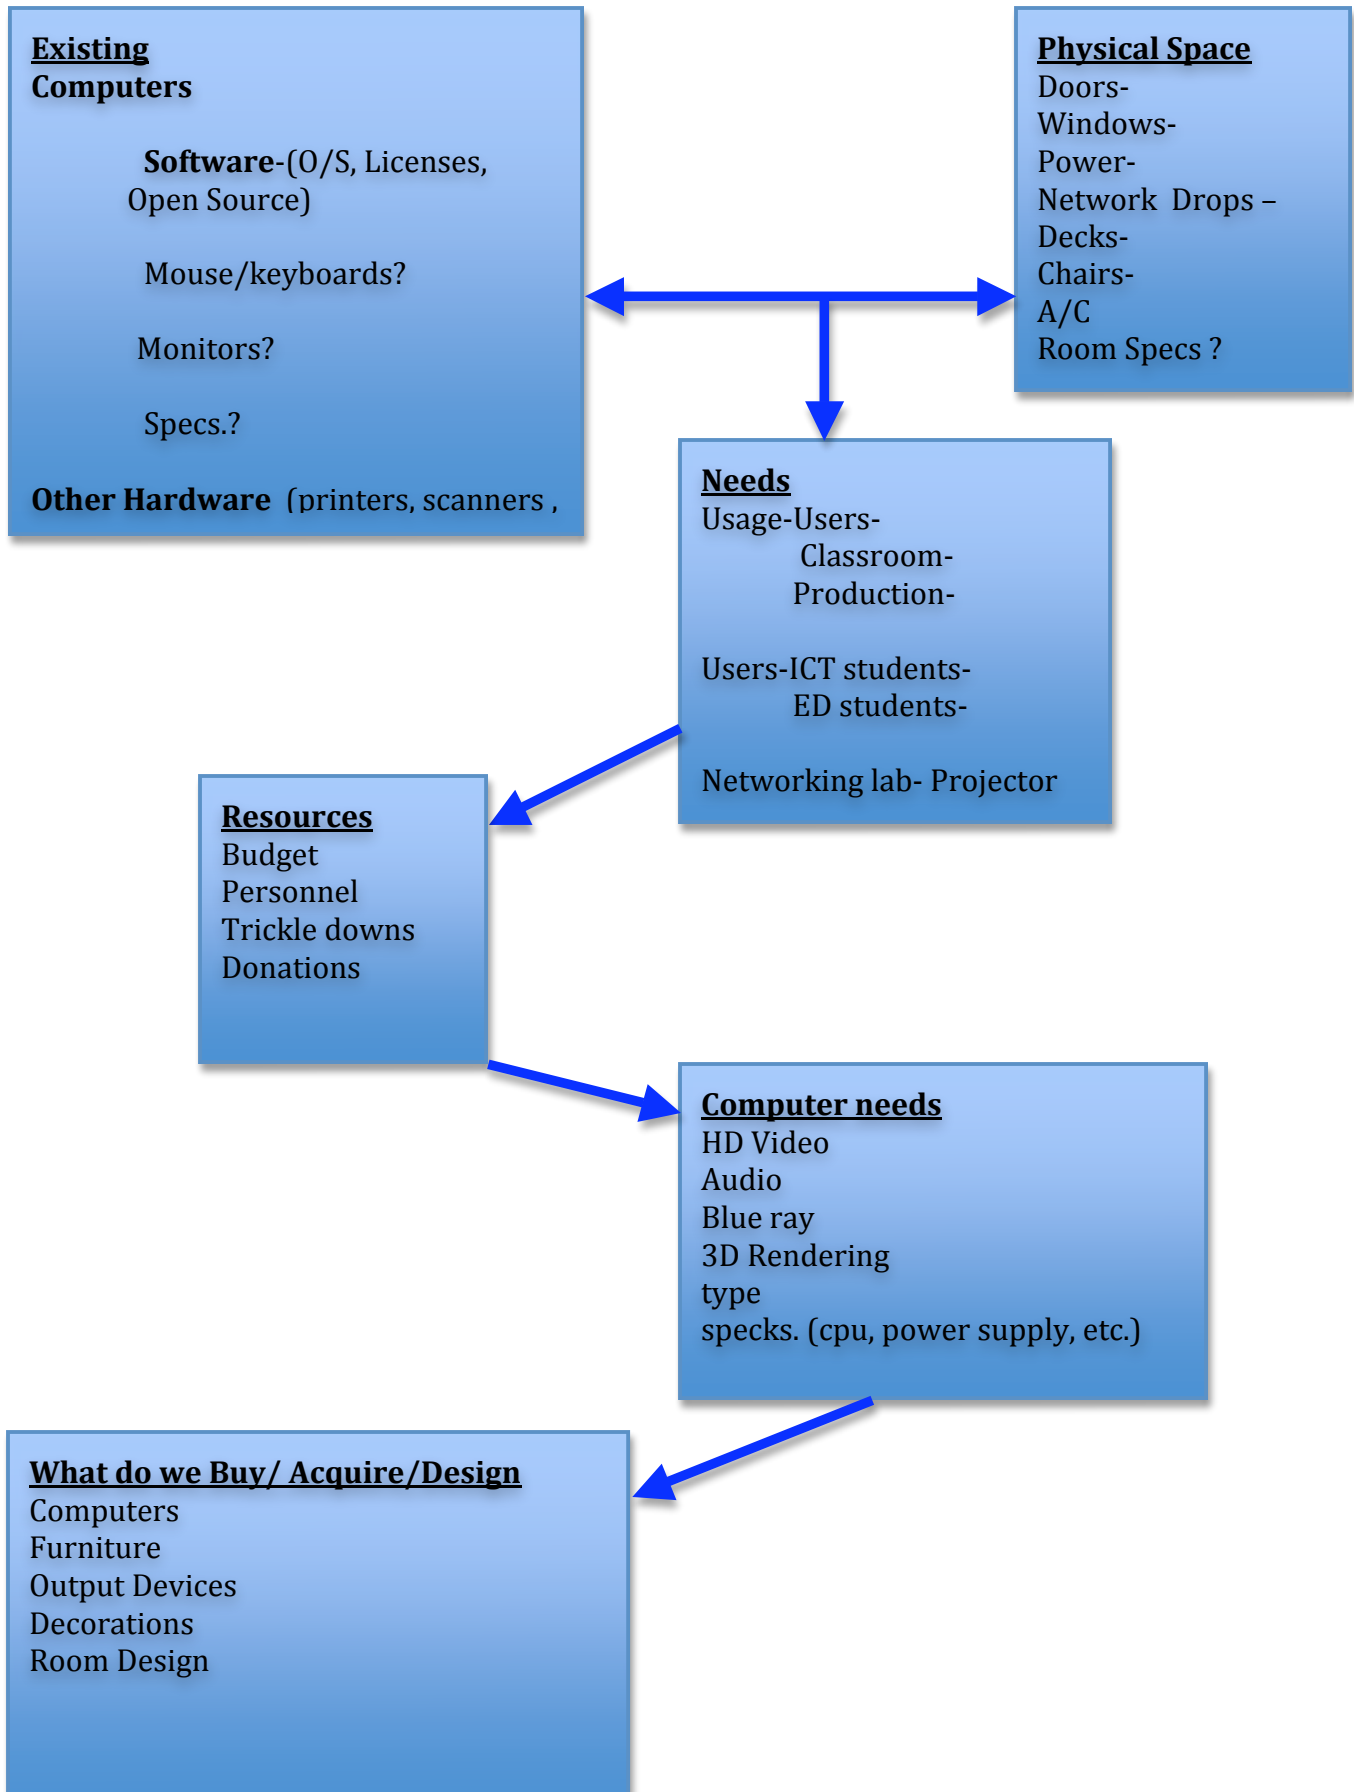 Existing
Computers
Software-(O/S, Licenses,
Open Source)
Mouse/keyboards?
Monitors?
Specs.?
Other Hardware (printers, scanners ,
Physical Space
Doors-
Windows-
Power-
Network Drops –
Decks-
Chairs-
A/C
Room Specs ?
Needs
Usage-Users-
Classroom-
Production-
Users-ICT students-
ED students-
Networking lab- Projector
Resources
Budget
Personnel
Trickle downs
Donations
Computer needs
HD Video
Audio
Blue ray
3D Rendering
type
specks. (cpu, power supply, etc.)
What do we Buy/ Acquire/Design
Computers
Furniture
Output Devices
Decorations
Room Design